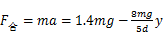 F合 = ma = 1.4mg − 8mg/5d y